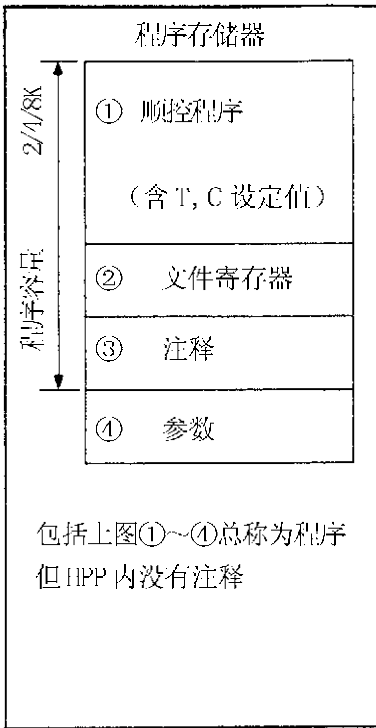 程序存储器
2/4/8K
程序容量
① 顺控程序
（含 T, C 设定值）
② 文件寄存器
③ 注释
④ 参数
包括上图①～④总称为程序
但 HPP 内没有注释